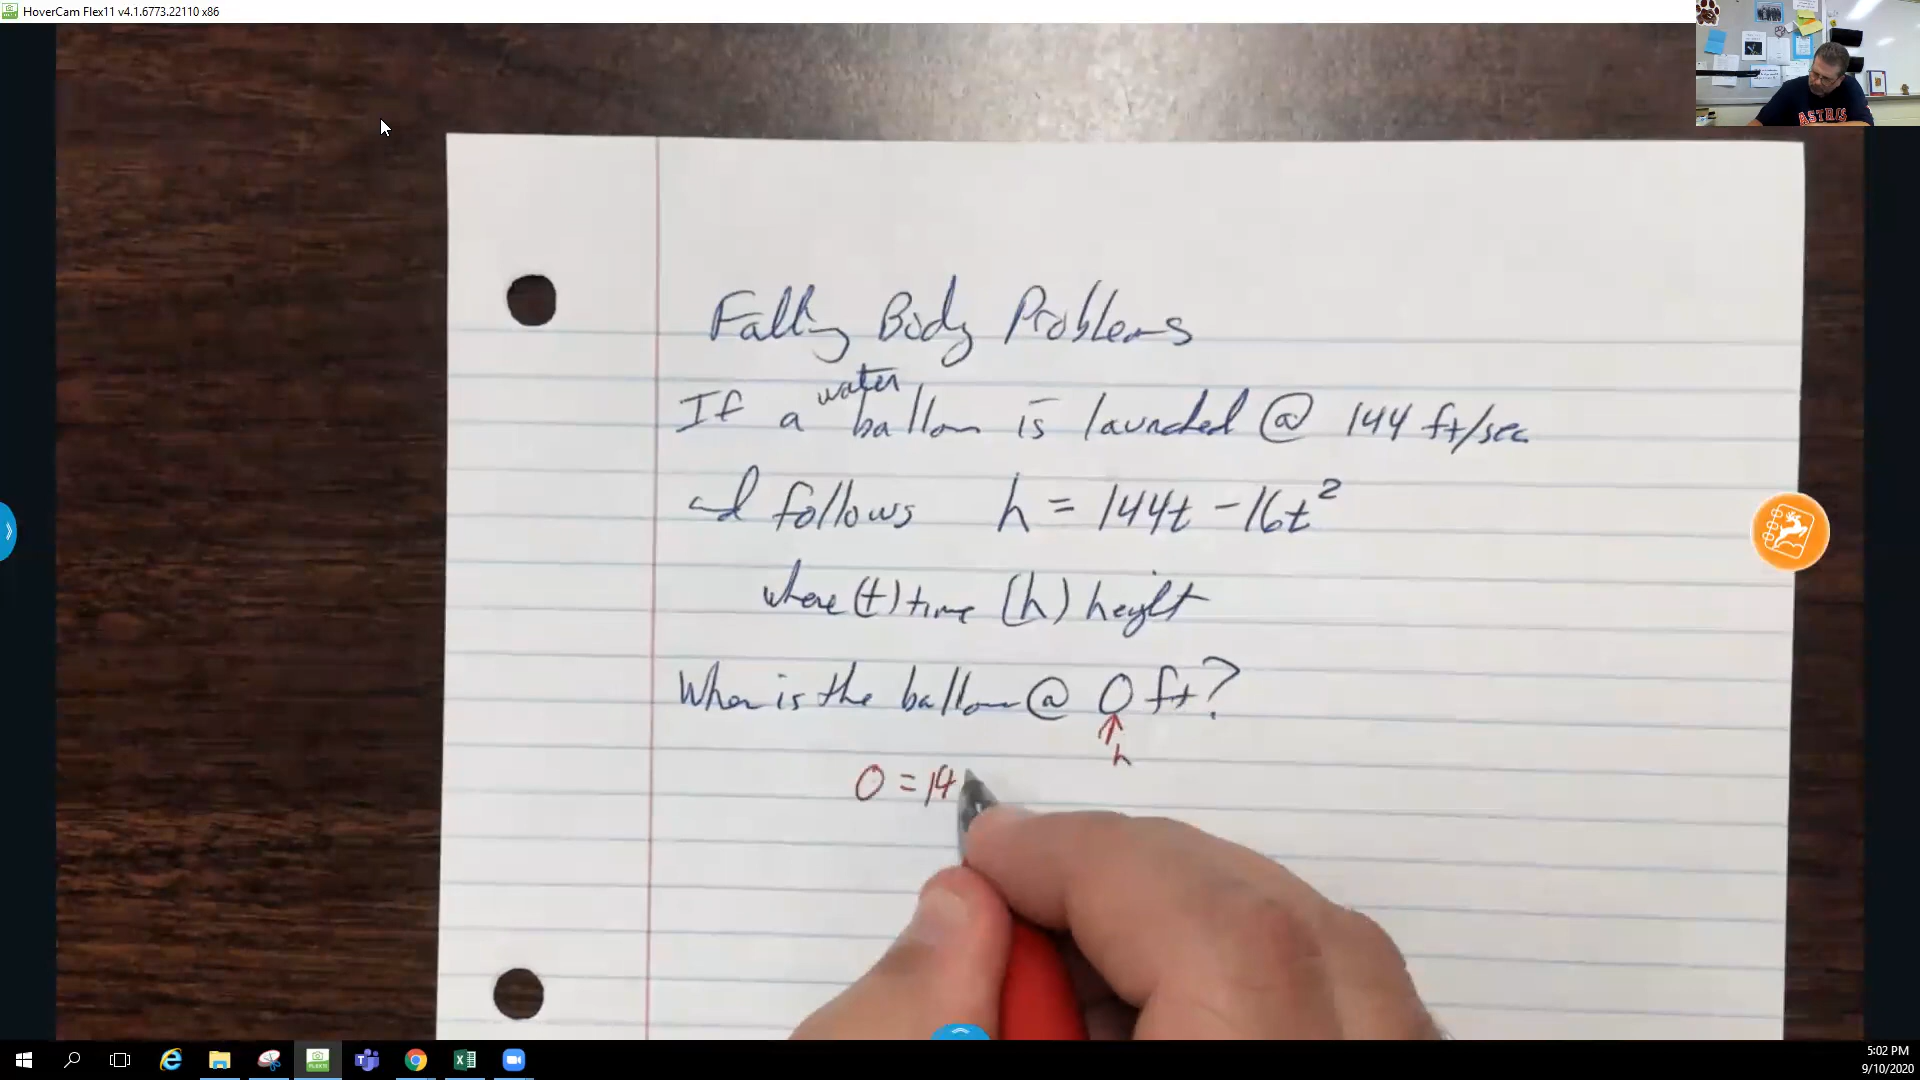 HoverCam Flex11 v4.1.6773.22110 x86
ASTROS
Falling Body Problems
water
If a balloon is launched @ 144 ft/sec
and follows h = 144t - 16t²
where (t) time (h) height
When is the balloon @ 0 ft?
h
0 = 14
FLEX11
5:02 PM
9/10/2020